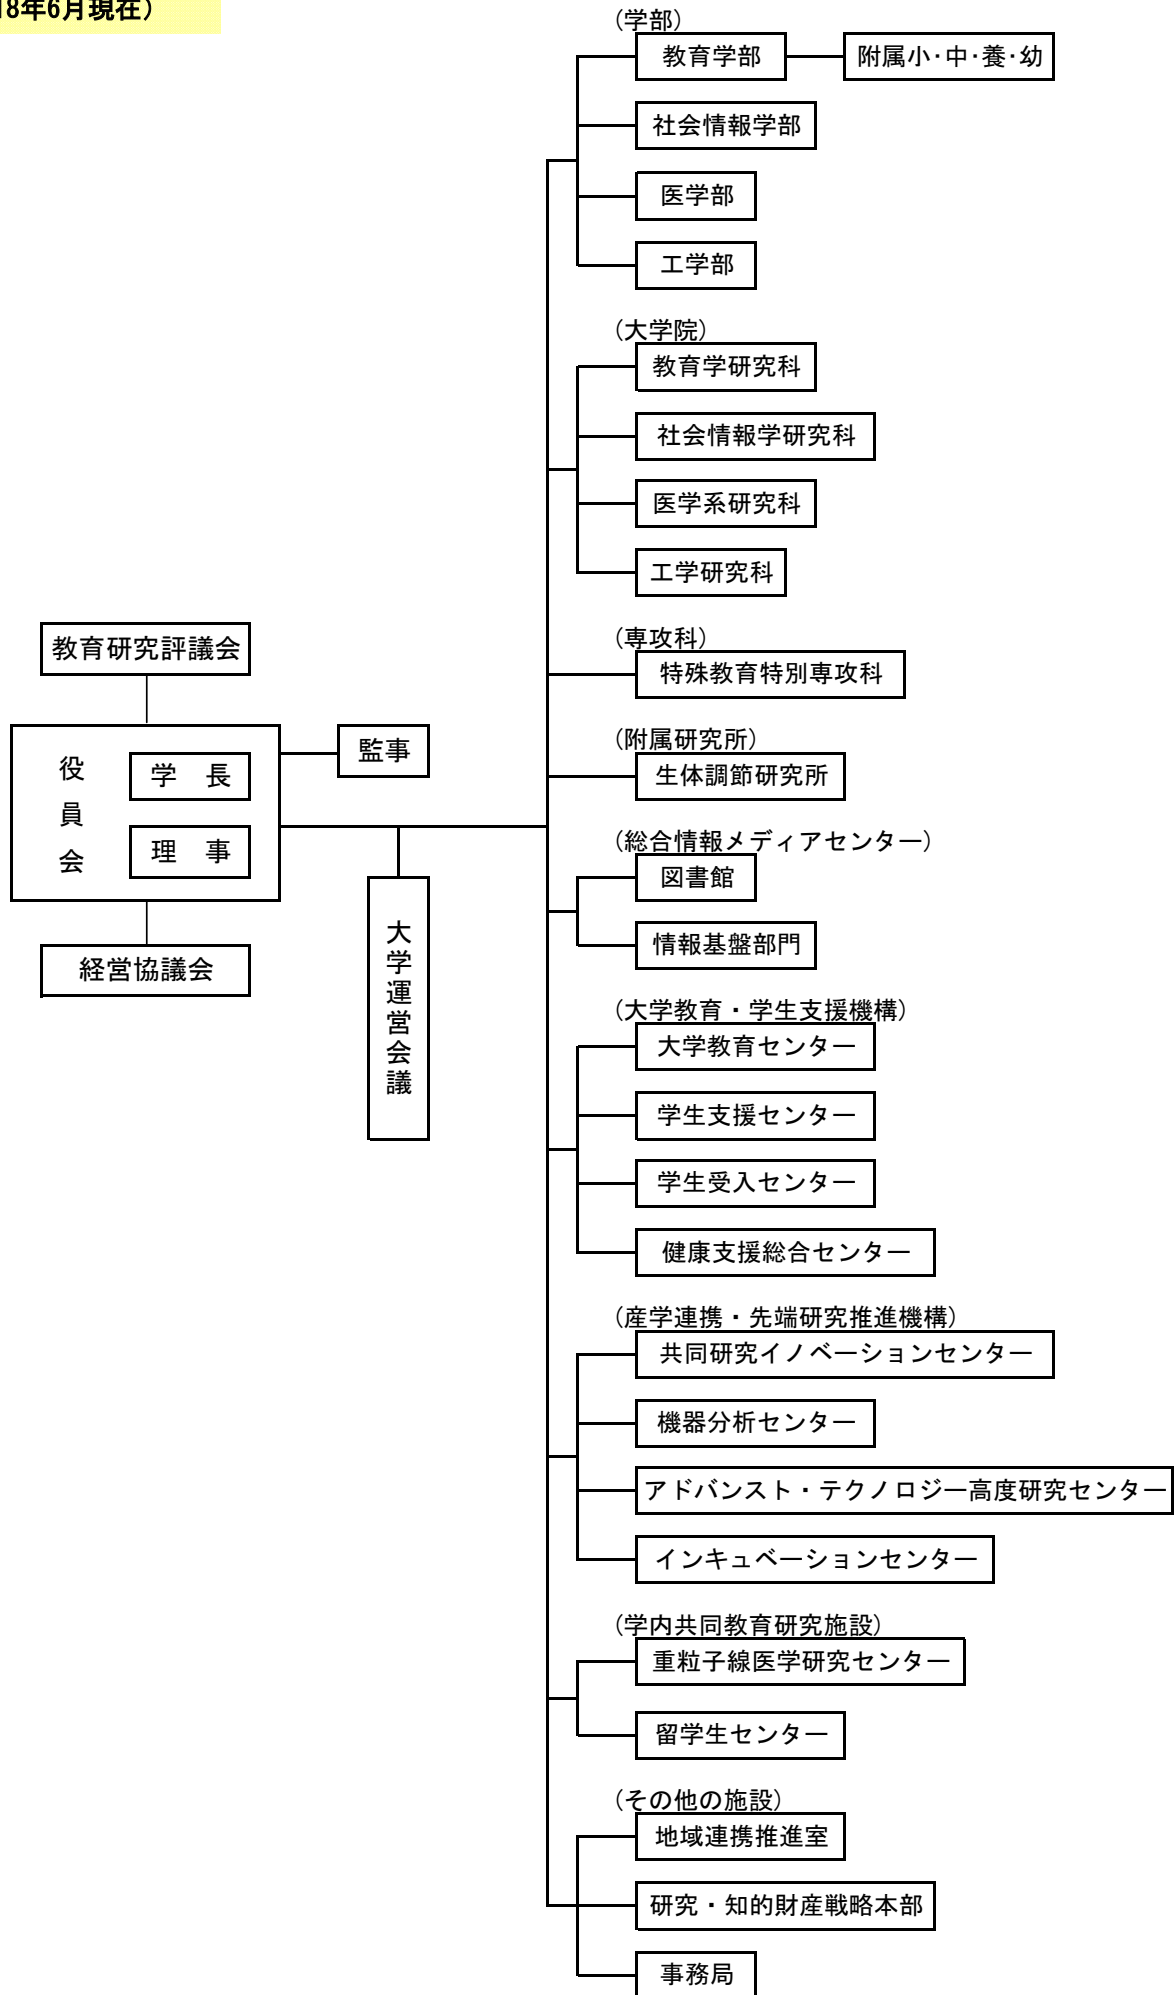 18年6月現在）
（学部）
教育学部
附属小・中・養・幼
社会情報学部
医学部
工学部
（大学院）
教育学研究科
社会情報学研究科
医学系研究科
工学研究科
（専攻科）
特殊教育特別専攻科
（附属研究所）
生体調節研究所
（総合情報メディアセンター）
図書館
情報基盤部門
（大学教育・学生支援機構）
大学教育センター
学生支援センター
学生受入センター
健康支援総合センター
（産学連携・先端研究推進機構）
共同研究イノベーションセンター
機器分析センター
アドバンスト・テクノロジー高度研究センター
インキュベーションセンター
（学内共同教育研究施設）
重粒子線医学研究センター
留学生センター
（その他の施設）
地域連携推進室
研究・知的財産戦略本部
事務局
教育研究評議会
役員会
学　長
理　事
監事
経営協議会
大学運営会議